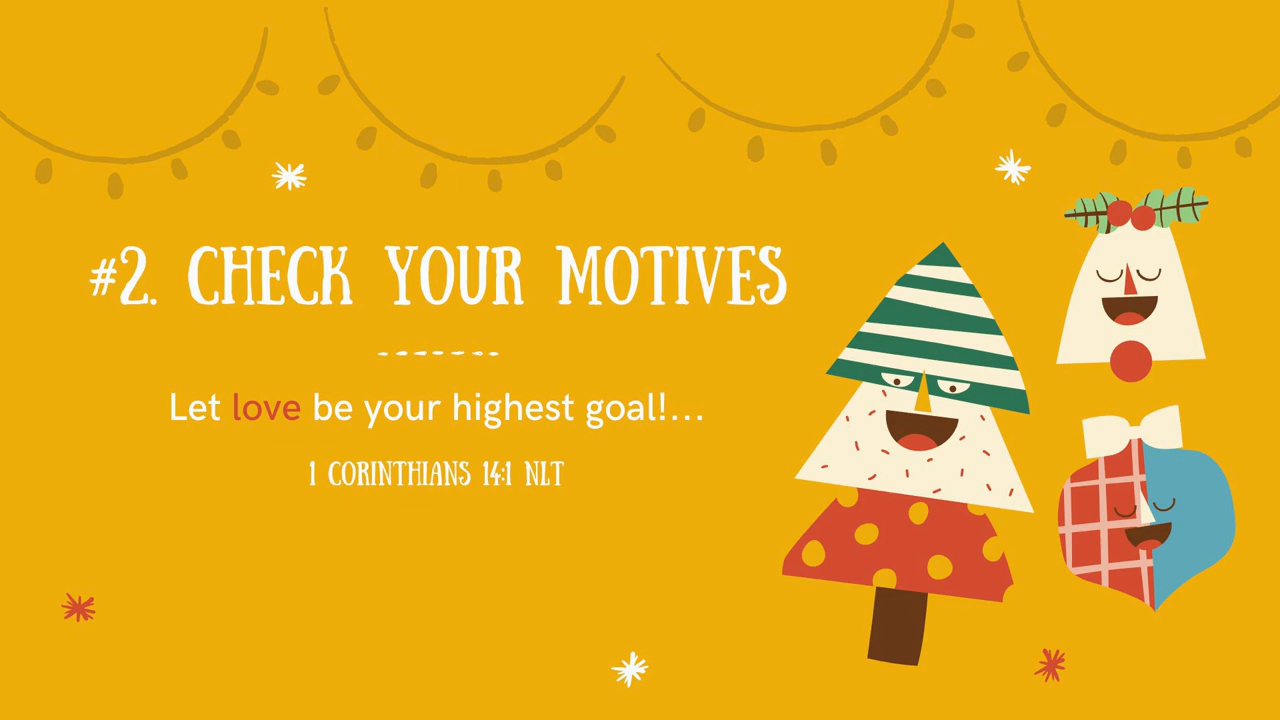 #2. CHECK YOUR MOTIVES
Let love be your highest goal!...
1 CORINTHIANS 14:1 NLT